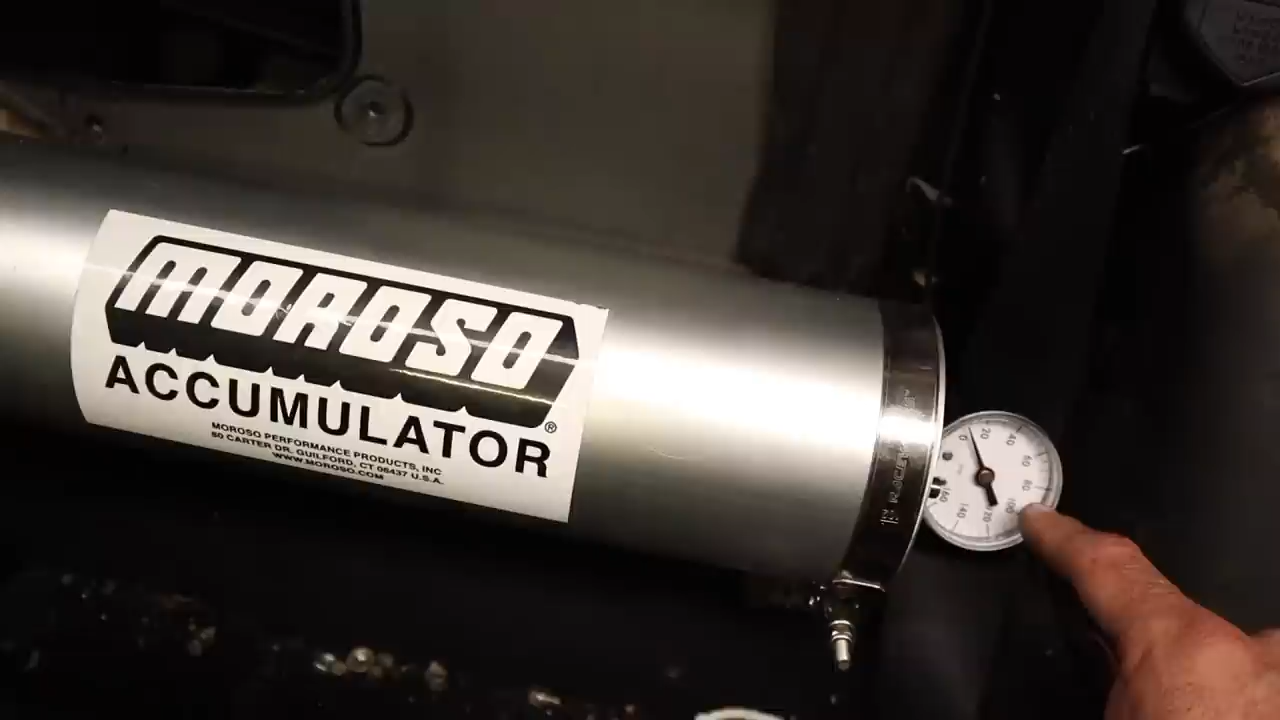 MOROSO
ACCUMULATOR®
MOROSO PERFORMANCE PRODUCTS, INC
80 CARTER DR. GUILFORD, CT 06437 U.S.A.
WWW.MOROSO.COM
0
20
40
60
80
100
120
140
160